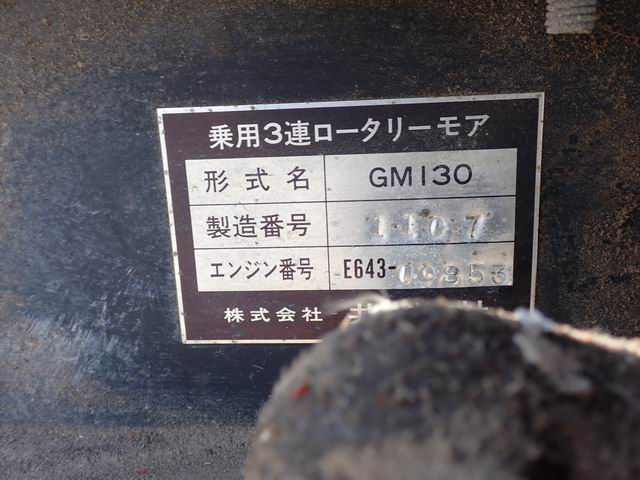 乗用3連ロータリーモア
形式名 GM130
製造番号 1107
エンジン番号 E643-00853
株式会社